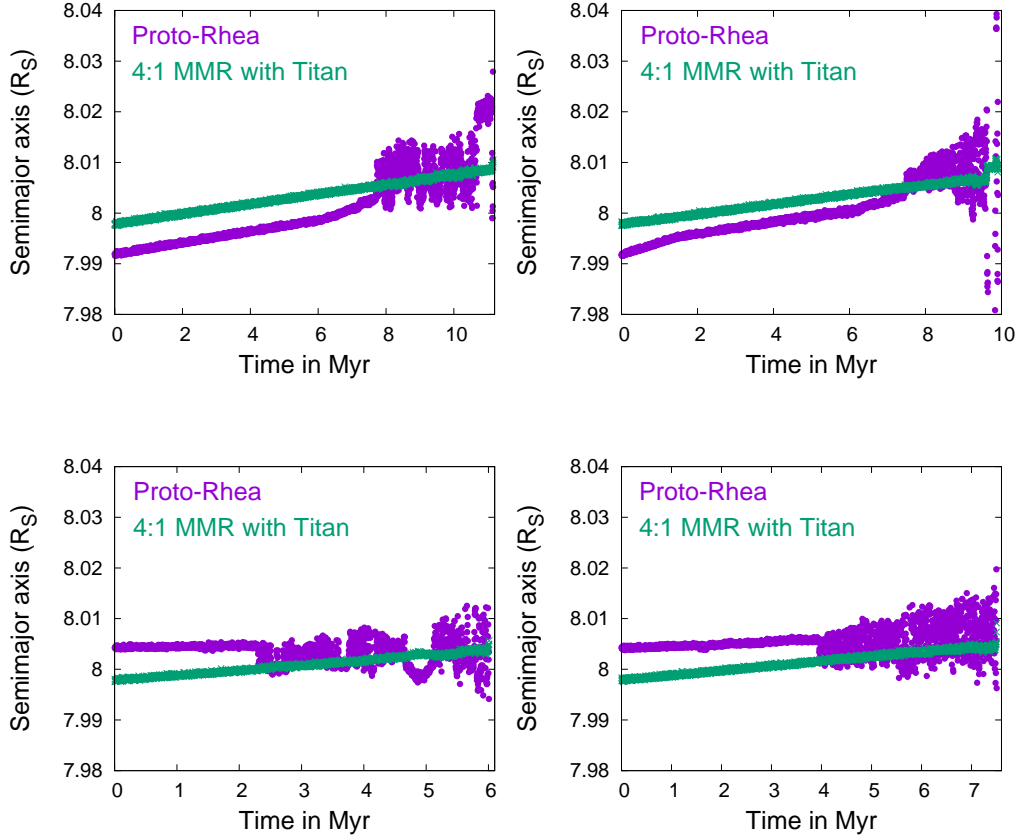 8.04
8.03
8.02
8.01
8
7.99
7.98
Semimajor axis (R_S)
Proto-Rhea
4:1 MMR with Titan
0 2 4 6 8 10
Time in Myr
8.04
8.03
8.02
8.01
8
7.99
7.98
Semimajor axis (R_S)
Proto-Rhea
4:1 MMR with Titan
0 2 4 6 8 10
Time in Myr
8.04
8.03
8.02
8.01
8
7.99
7.98
Semimajor axis (R_S)
Proto-Rhea
4:1 MMR with Titan
0 1 2 3 4 5 6
Time in Myr
8.04
8.03
8.02
8.01
8
7.99
7.98
Semimajor axis (R_S)
Proto-Rhea
4:1 MMR with Titan
0 1 2 3 4 5 6 7
Time in Myr